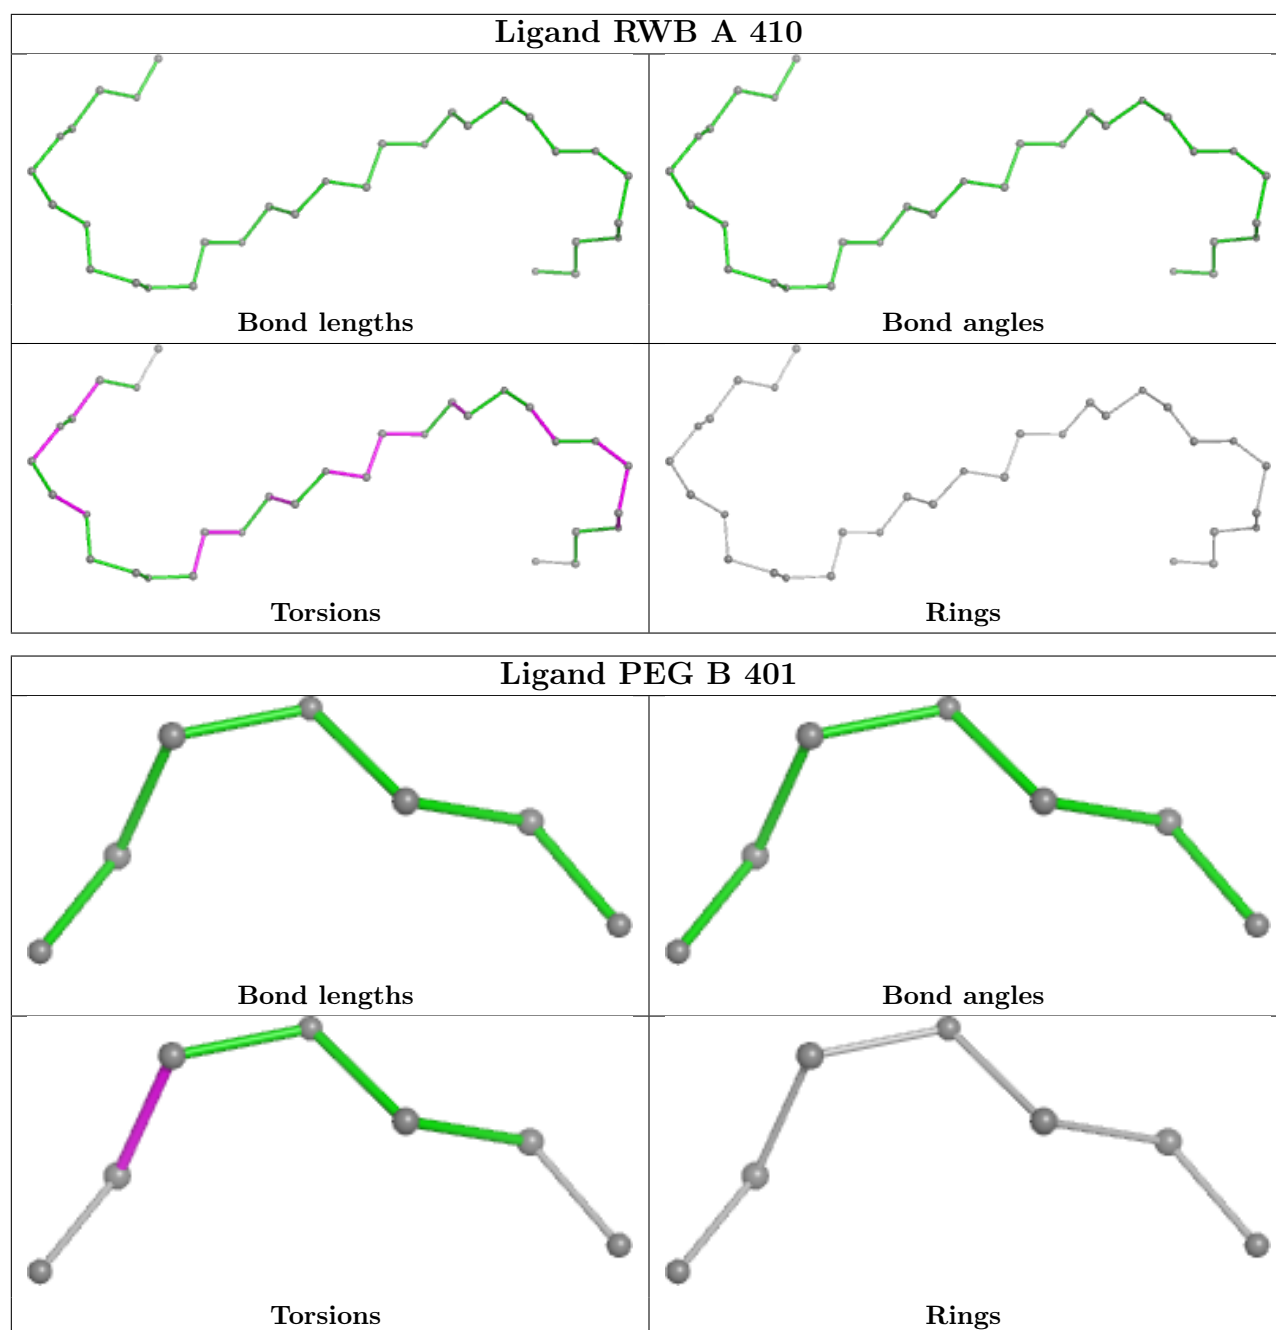 Ligand RWB A 410
Bond lengths
Bond angles
Torsions
Rings
Ligand PEG B 401
Bond lengths
Bond angles
Torsions
Rings